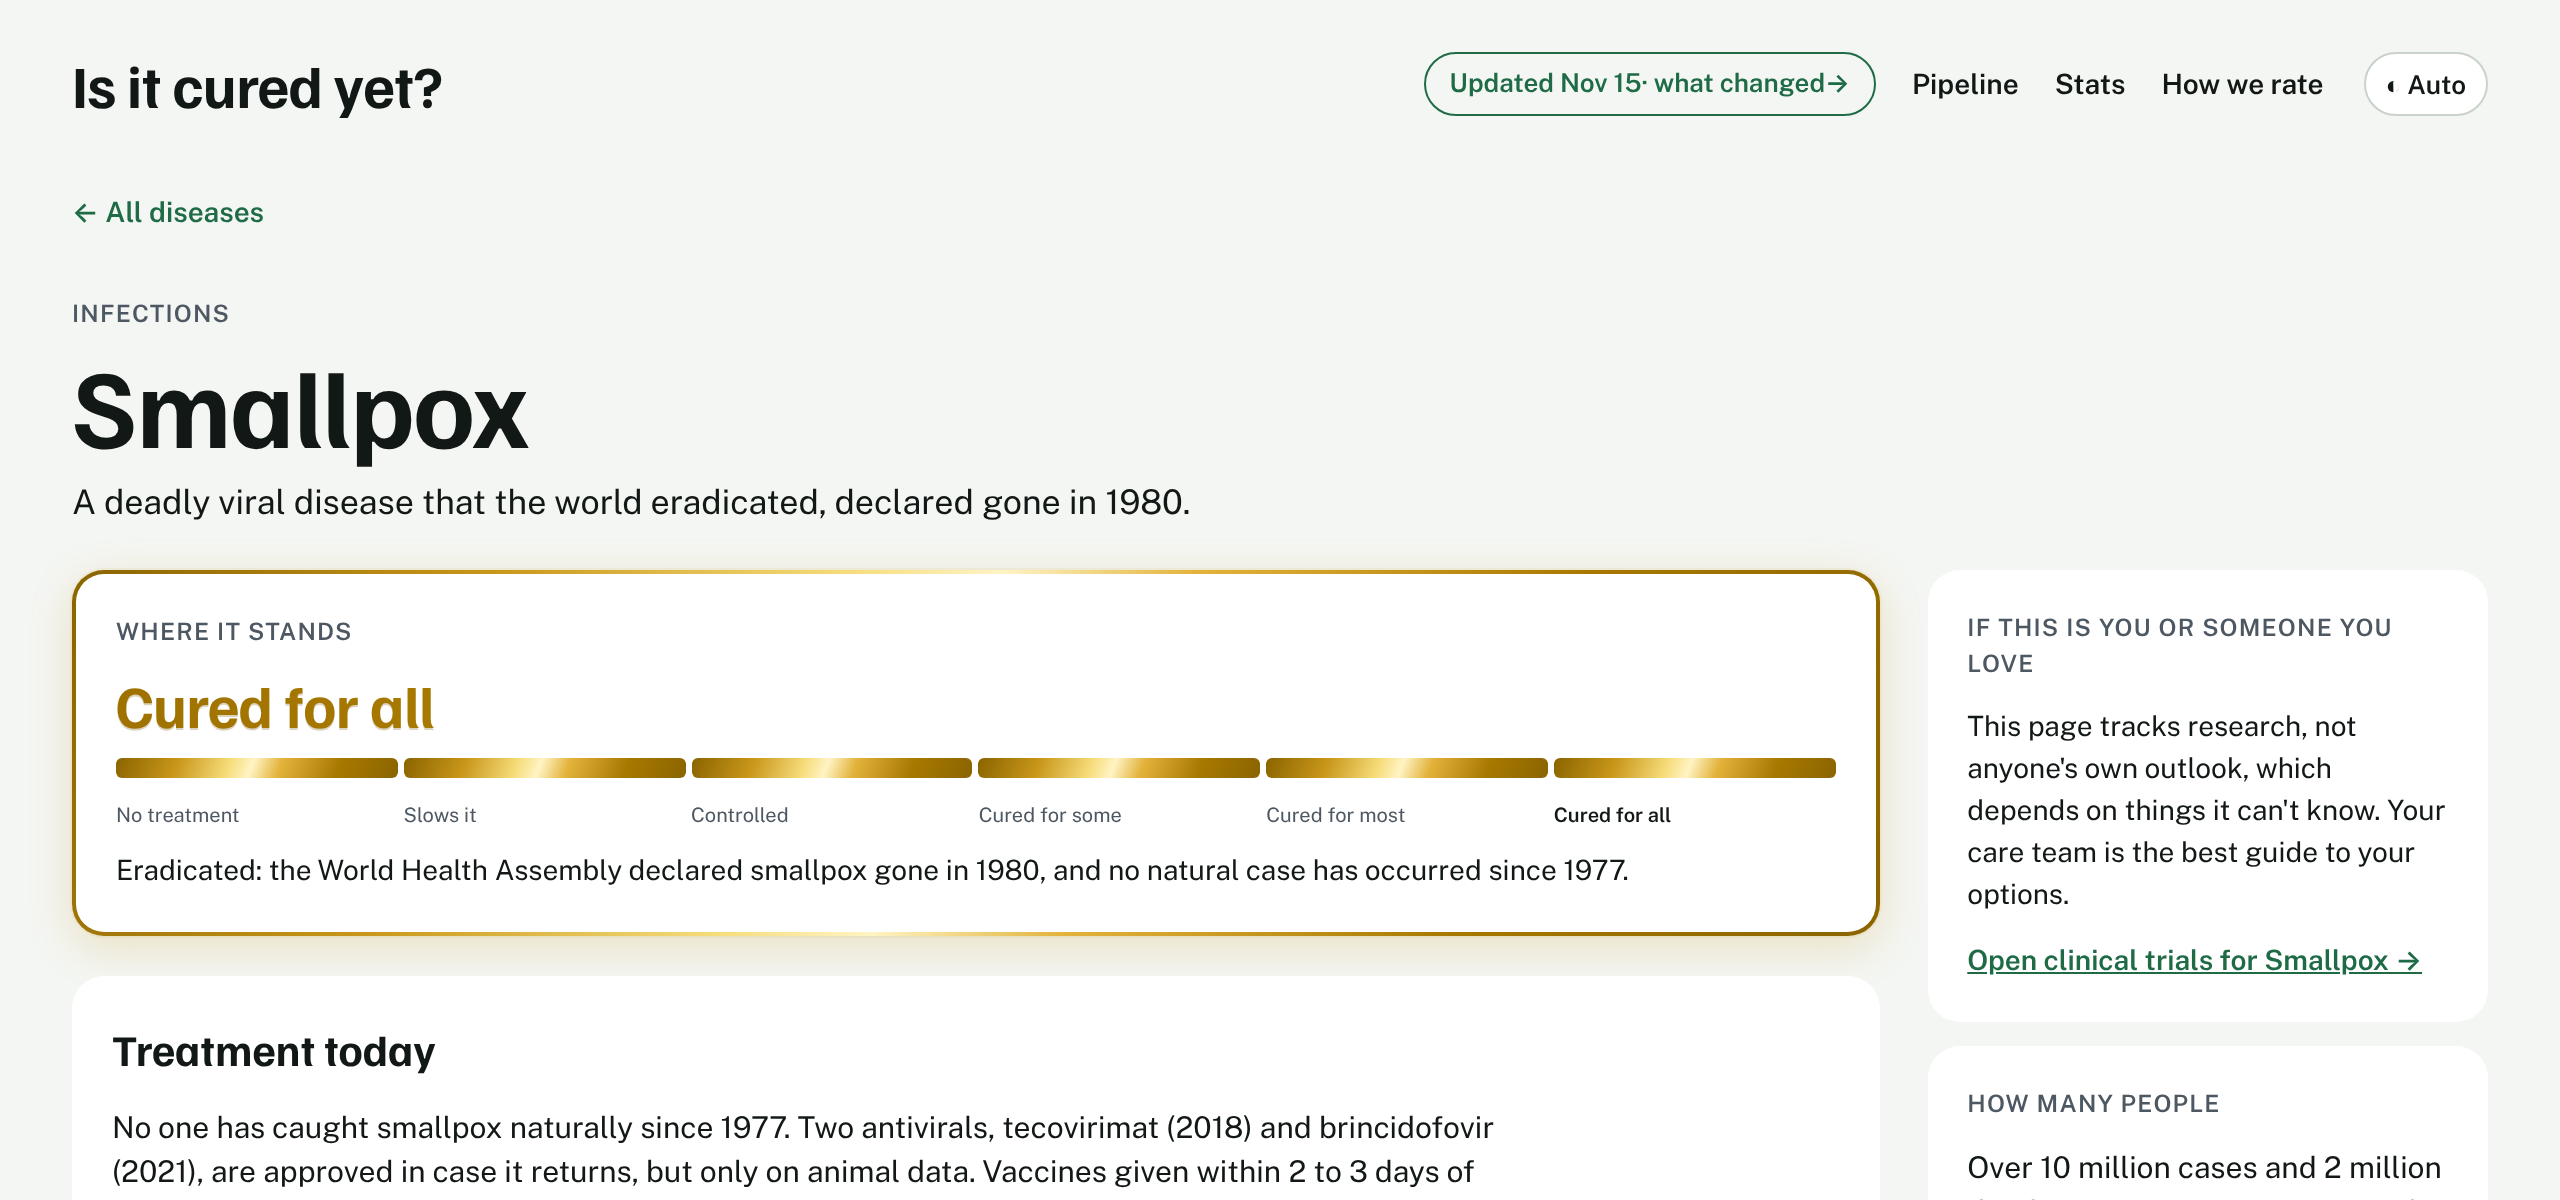 Is it cured yet?
Updated Nov 15· what changed→
Pipeline
Stats
How we rate
Auto
← All diseases
INFECTIONS
Smallpox
A deadly viral disease that the world eradicated, declared gone in 1980.
WHERE IT STANDS
Cured for all
No treatment
Slows it
Controlled
Cured for some
Cured for most
Cured for all
Eradicated: the World Health Assembly declared smallpox gone in 1980, and no natural case has occurred since 1977.
Treatment today
No one has caught smallpox naturally since 1977. Two antivirals, tecovirimat (2018) and brincidofovir
(2021), are approved in case it returns, but only on animal data. Vaccines given within 2 to 3 days of
IF THIS IS YOU OR SOMEONE YOU
LOVE
This page tracks research, not
anyone's own outlook, which
depends on things it can't know. Your
care team is the best guide to your
options.
Open clinical trials for Smallpox →
HOW MANY PEOPLE
Over 10 million cases and 2 million